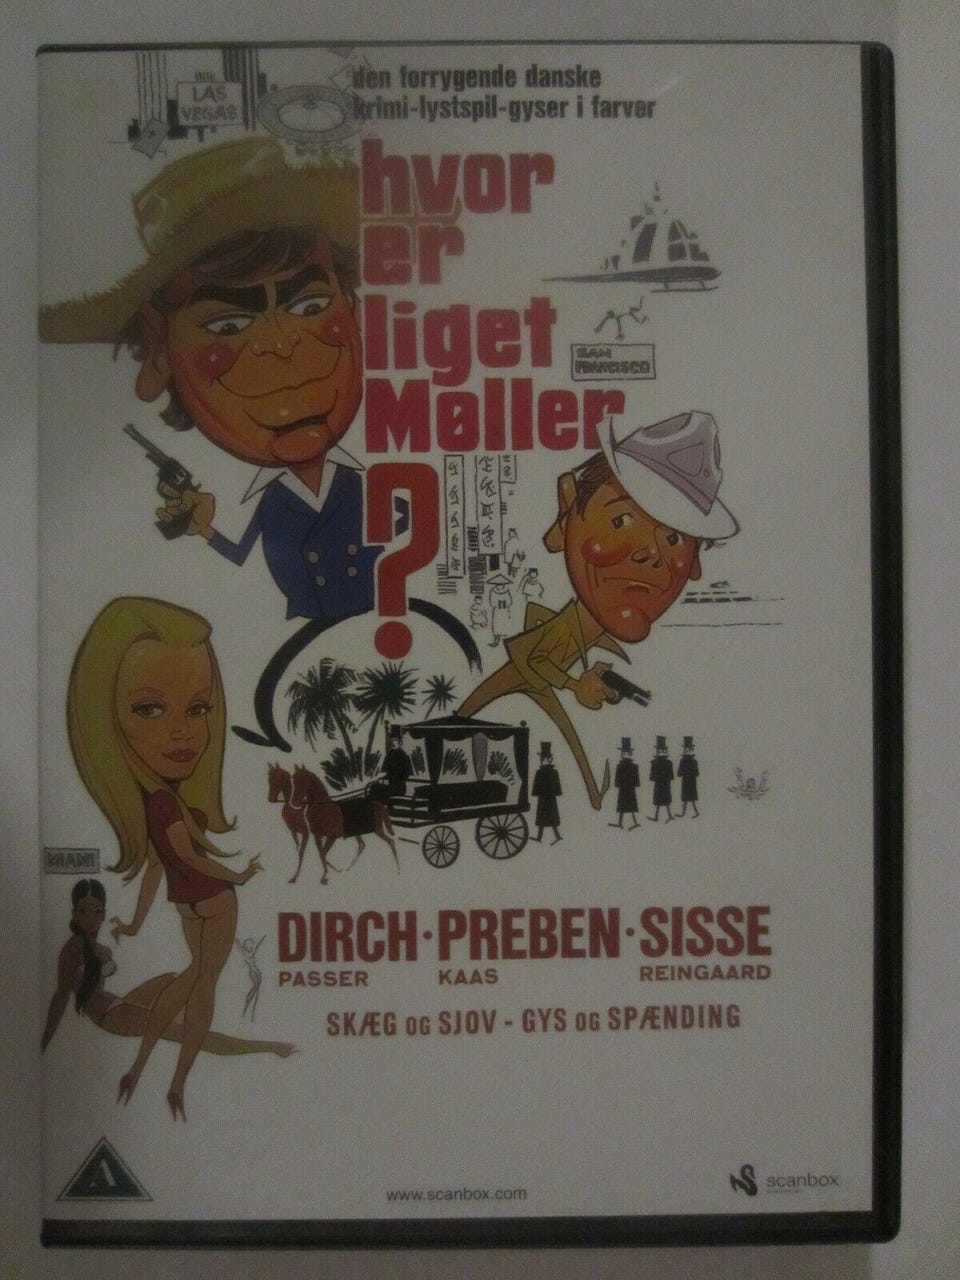 LAS
VEGAS
den forrygende danske
krimi-lystspil-gyser i farver
hvor
er
liget
Møller
?
SAN
FRANCISCO
MIAMI
DIRCH · PREBEN · SISSE
PASSER KAAS REINGAARD
SKÆG OG SJOV - GYS OG SPÆNDING
A
www.scanbox.com
scanbox